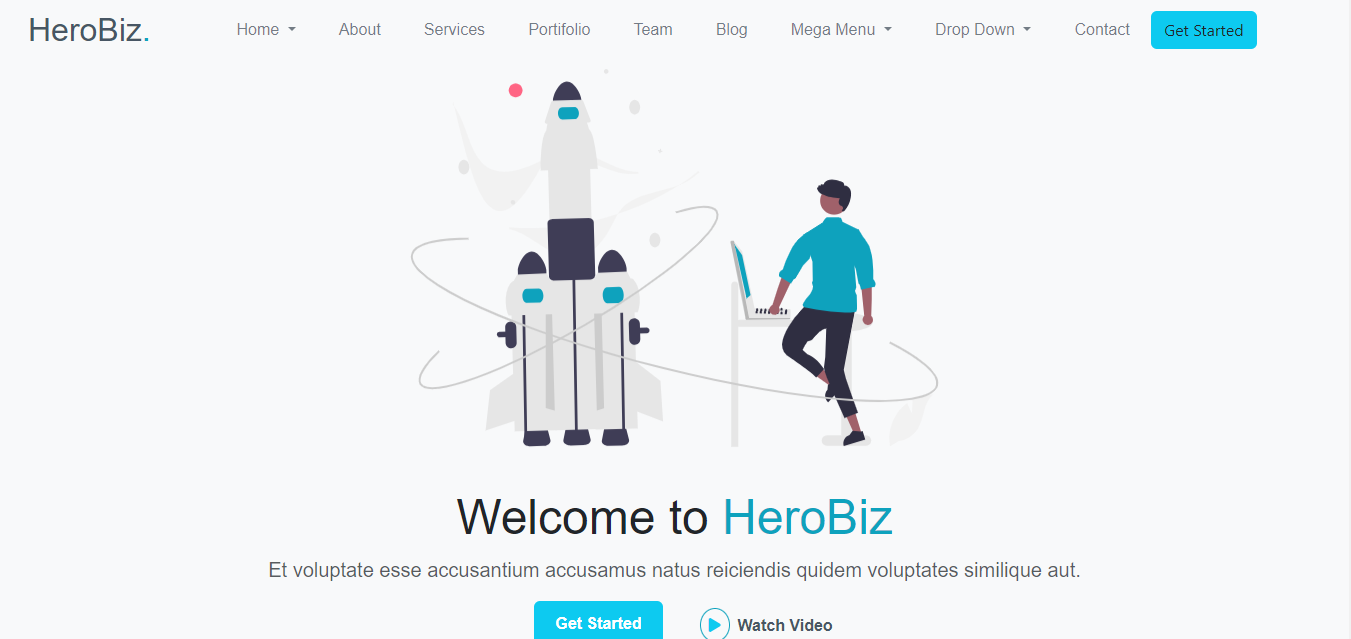 HeroBiz. Home About Services Portifolio Team Blog Mega Menu Drop Down Contact Get Started
Welcome to HeroBiz
Et voluptate esse accusantium accusamus natus reiciendis quidem voluptates similique aut.
Get Started Watch Video